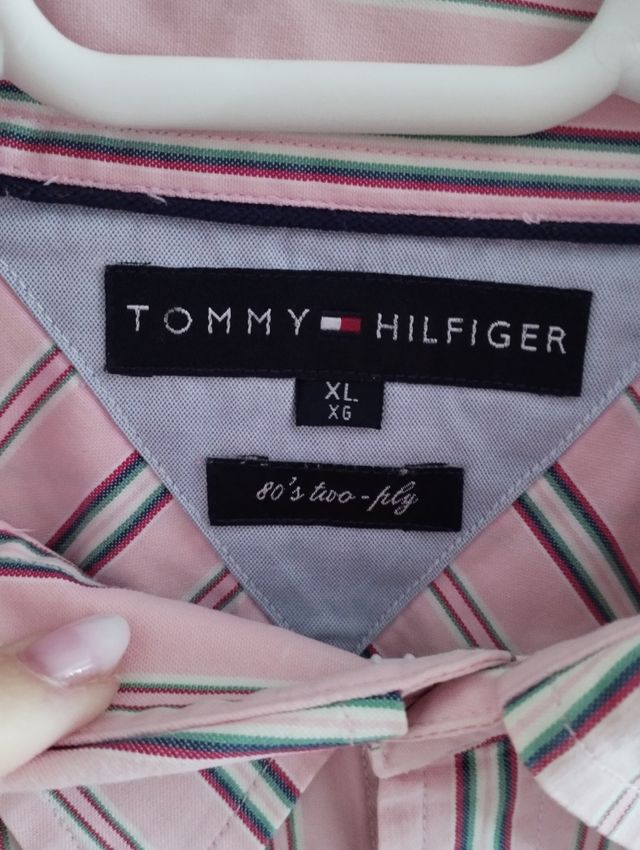 TOMMY HILFIGER
XL
XG
80's two-ply